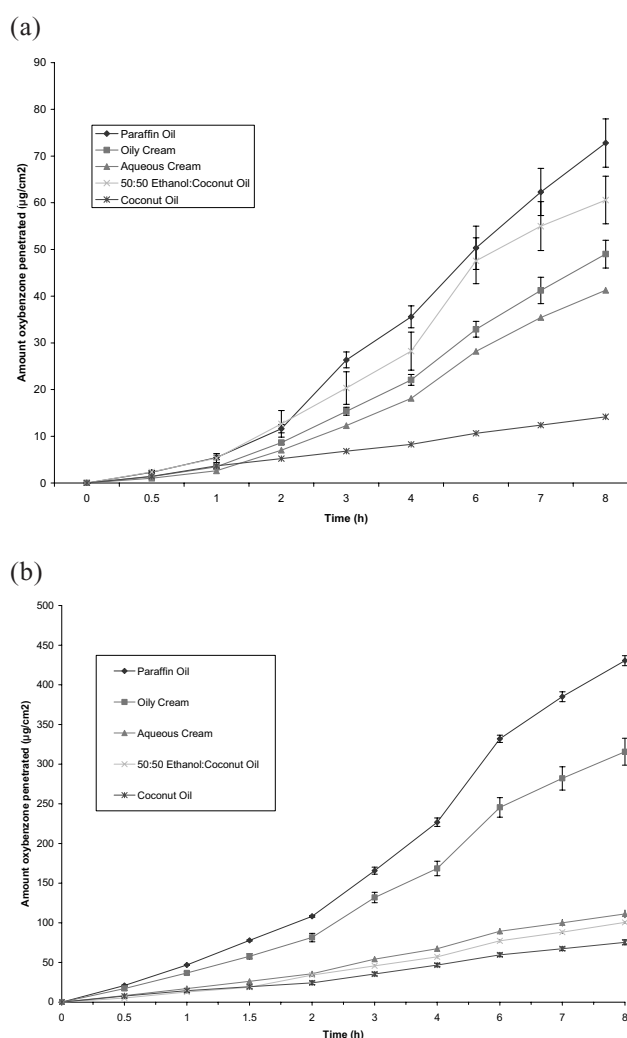 (a)
90
80
70
60
50
40
30
20
10
0
Amount oxybenzone penetrated (µg/cm2)
Paraffin Oil
Oily Cream
Aqueous Cream
50:50 Ethanol:Coconut Oil
Coconut Oil
0 0.5 1 2 3 4 6 7 8
Time (h)
(b)
500
450
400
350
300
250
200
150
100
50
0
Amount oxybenzone penetrated (µg/cm2)
Paraffin Oil
Oily Cream
Aqueous Cream
50:50 Ethanol:Coconut Oil
Coconut Oil
0 0.5 1 1.5 2 3 4 6 7 8
Time (h)